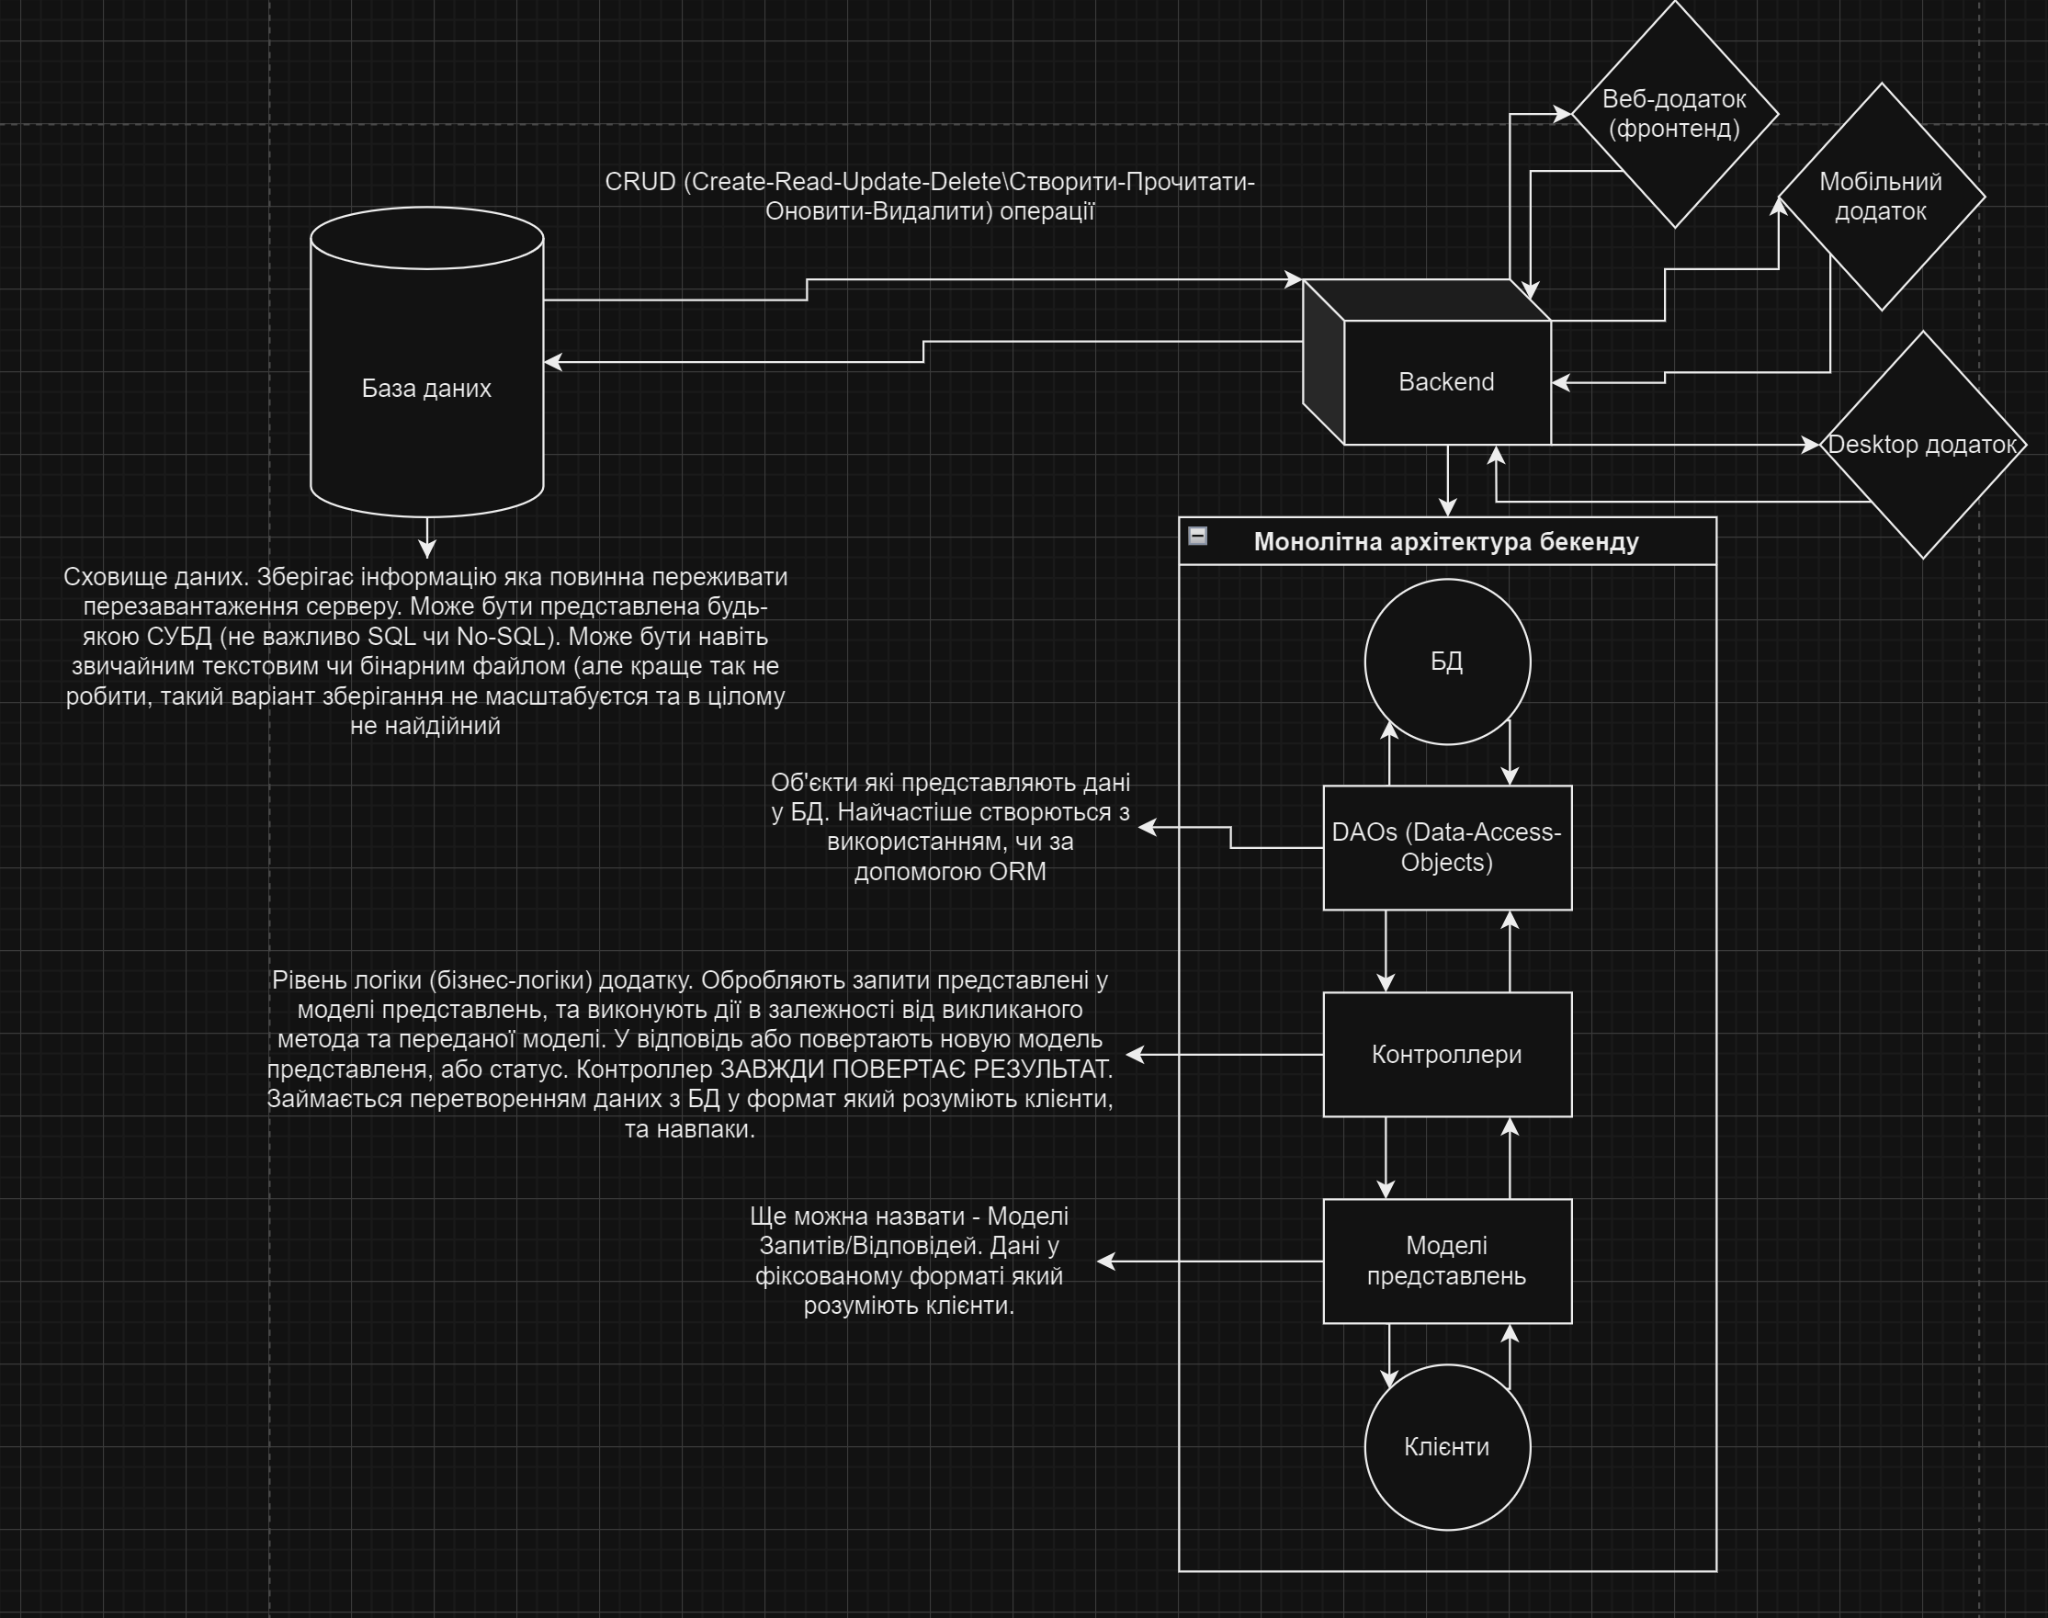 Веб-додаток
(фронтенд)
Мобільний
додаток
CRUD (Create-Read-Update-Delete\Створити-Прочитати-
Оновити-Видалити) операції
База даних
Backend
Desktop додаток
Сховище даних. Зберігає інформацію яка повинна переживати
перезавантаження серверу. Може бути представлена будь-
якою СУБД (не важливо SQL чи No-SQL). Може бути навіть
звичайним текстовим чи бінарним файлом (але краще так не
робити, такий варіант зберігання не масштабуєтся та в цілому
не найдійний
Монолітна архітектура бекенду
БД
Об'єкти які представляють дані
у БД. Найчастіше створються з
використанням, чи за
допомогою ORM
DAOs (Data-Access-
Objects)
Рівень логіки (бізнес-логіки) додатку. Обробляють запити представлені у
моделі представлень, та виконують дії в залежності від викликаного
метода та переданої моделі. У відповідь або повертають новую модель
представленя, або статус. Контроллер ЗАВЖДИ ПОВЕРТАЄ РЕЗУЛЬТАТ.
Займається перетворенням даних з БД у формат який розуміють клієнти,
та навпаки.
Контроллери
Ще можна назвати - Моделі
Запитів/Відповідей. Дані у
фіксованому форматі який
розуміють клієнти.
Моделі
представлень
Клієнти